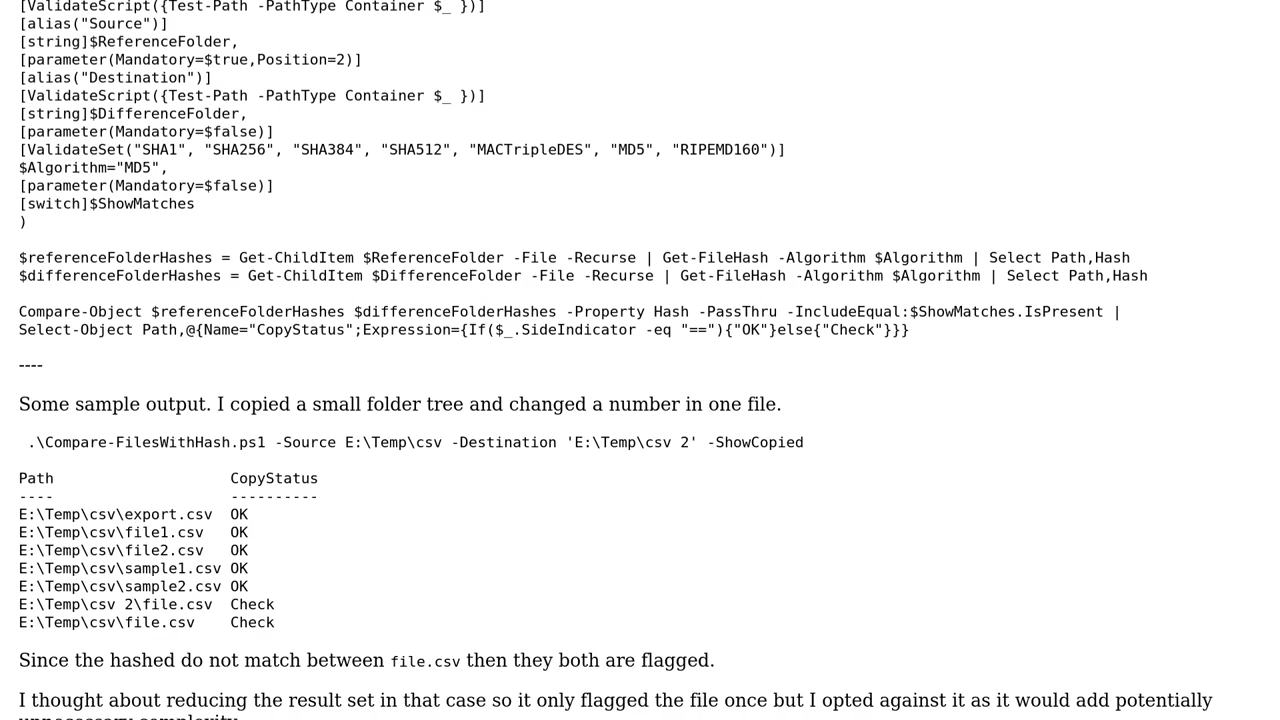 [ValidateScript({Test-Path -PathType Container $_ })]
[alias("Source")]
[string]$ReferenceFolder,
[parameter(Mandatory=$true,Position=2)]
[alias("Destination")]
[ValidateScript({Test-Path -PathType Container $_ })]
[string]$DifferenceFolder,
[parameter(Mandatory=$false)]
[ValidateSet("SHA1", "SHA256", "SHA384", "SHA512", "MACTripleDES", "MD5", "RIPEMD160")]
$Algorithm="MD5",
[parameter(Mandatory=$false)]
[switch]$ShowMatches
)

$referenceFolderHashes = Get-ChildItem $ReferenceFolder -File -Recurse | Get-FileHash -Algorithm $Algorithm | Select Path,Hash
$differenceFolderHashes = Get-ChildItem $DifferenceFolder -File -Recurse | Get-FileHash -Algorithm $Algorithm | Select Path,Hash

Compare-Object $referenceFolderHashes $differenceFolderHashes -Property Hash -PassThru -IncludeEqual:$ShowMatches.IsPresent |
Select-Object Path,@{Name="CopyStatus";Expression={If($_.SideIndicator -eq "=="){"OK"}else{"Check"}}}

----

Some sample output. I copied a small folder tree and changed a number in one file.

 .\Compare-FilesWithHash.ps1 -Source E:\Temp\csv -Destination 'E:\Temp\csv 2' -ShowCopied

Path                    CopyStatus
----                    ----------
E:\Temp\csv\export.csv  OK
E:\Temp\csv\file1.csv   OK
E:\Temp\csv\file2.csv   OK
E:\Temp\csv\sample1.csv OK
E:\Temp\csv\sample2.csv OK
E:\Temp\csv 2\file.csv  Check
E:\Temp\csv\file.csv    Check

Since the hashed do not match between file.csv then they both are flagged.

I thought about reducing the result set in that case so it only flagged the file once but I opted against it as it would add potentially
unnecessary complexity.